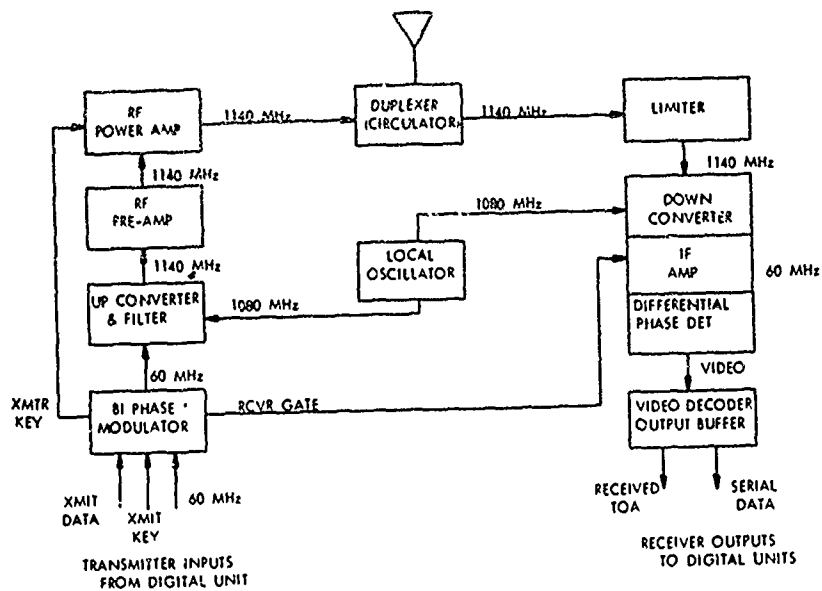 RF
POWER AMP
1140 MHz
DUPLEXER
(CIRCULATOR)
1140 MHz
LIMITER
1140 MHz
1140 MHz
RF
PRE-AMP
1080 MHz
DOWN
CONVERTER
LOCAL
OSCILLATOR
IF
AMP
60 MHz
1140 MHz
UP CONVERTER
& FILTER
1080 MHz
DIFFERENTIAL
PHASE DET
60 MHz
VIDEO
XMTR
KEY
BI PHASE
MODULATOR
RCVR GATE
VIDEO DECODER
OUTPUT BUFFER
XMIT
DATA
XMIT
KEY
60 MHz
RECEIVED
TOA
SERIAL
DATA
TRANSMITTER INPUTS
FROM DIGITAL UNIT
RECEIVER OUTPUTS
TO DIGITAL UNITS